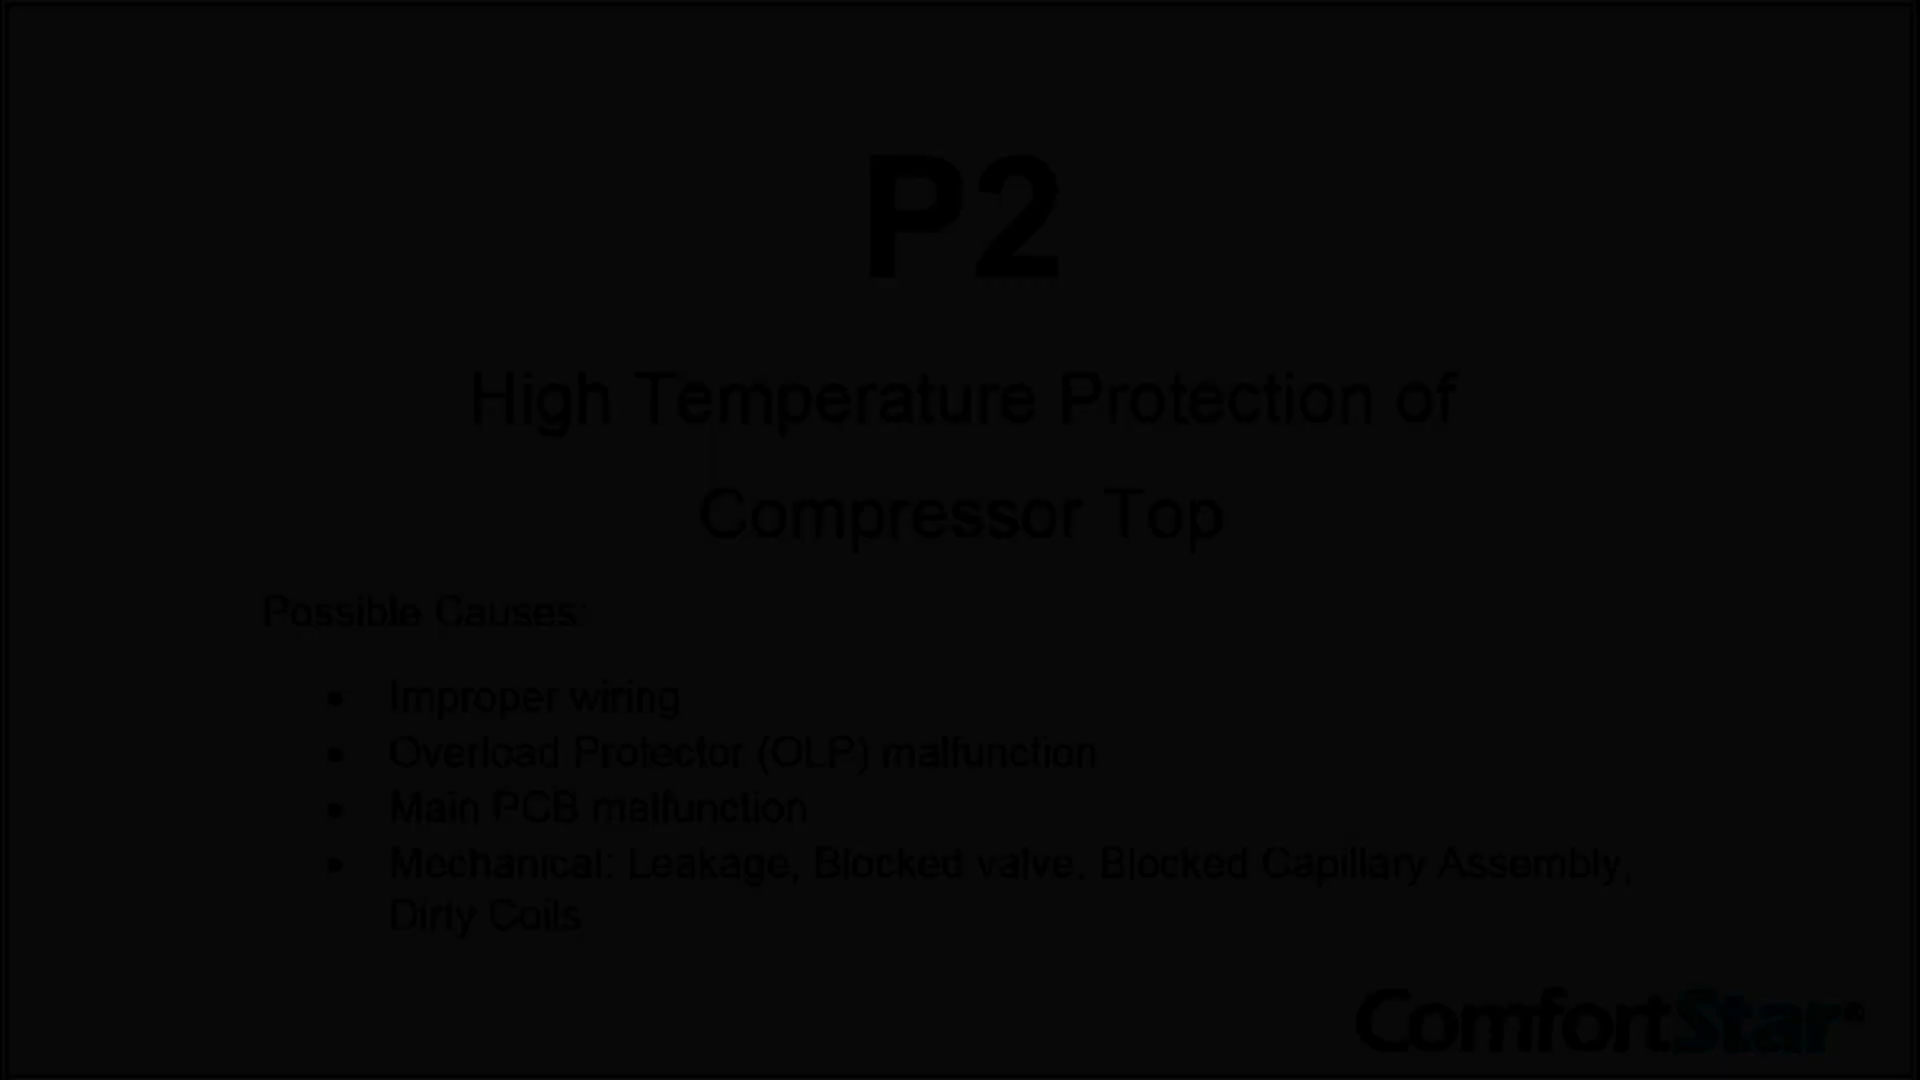 P2
High Temperature Protection of
Compressor Top
Possible Causes:
• Improper wiring
• Overload Protector (OLP) malfunction
• Main PCB malfunction
• Mechanical: Leakage, Blocked valve, Blocked Capillary Assembly,
Dirty Coils
ComfortStar®